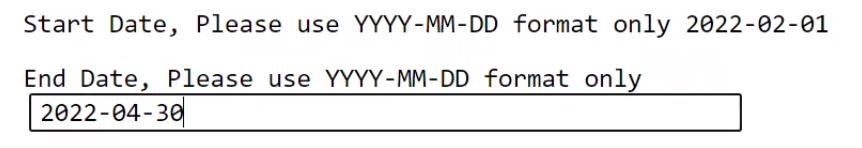 Start Date, Please use YYYY-MM-DD format only 2022-02-01
End Date, Please use YYYY-MM-DD format only
2022-04-30